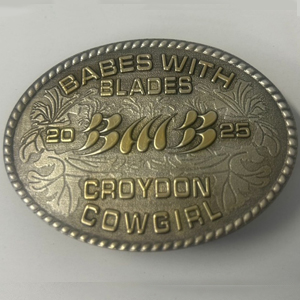 BABES WITH
BLADES
20 BWB 25
CROYDON
COWGIRL